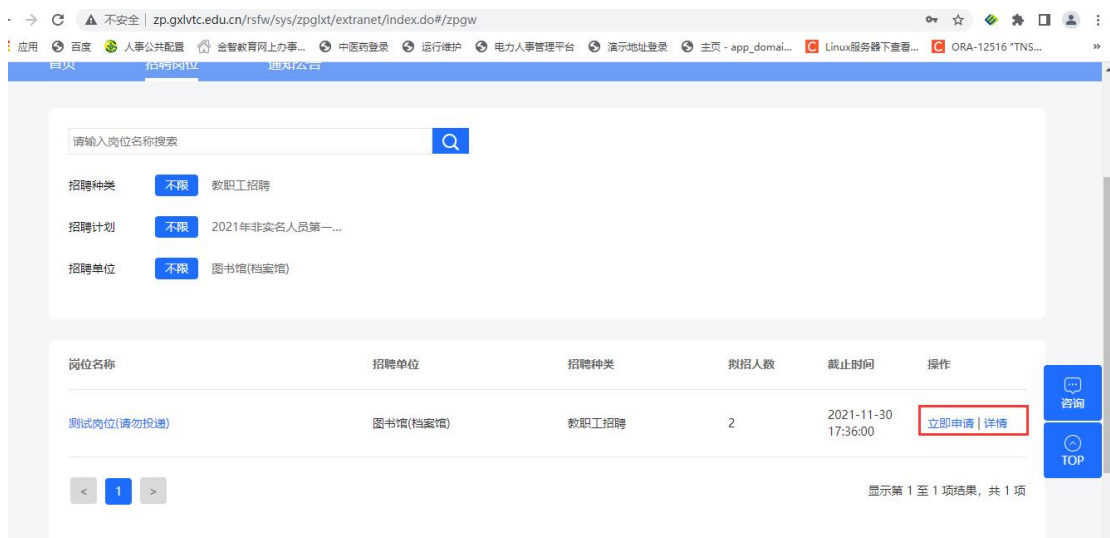 不安全 | zp.gxlvtc.edu.cn/rsfw/sys/zpglxt/extranet/index.do#/zpgw
应用 百度 人事公共配置 金智教育网上办事... 中医药登录 运行维护 电力人事管理平台 演示地址登录 主页 - app_domai... Linux服务器下查看... ORA-12516 "TNS... »
首页 招聘岗位 通知公告
请输入岗位名称搜索
招聘种类 不限 教职工招聘
招聘计划 不限 2021年非实名人员第一...
招聘单位 不限 图书馆(档案馆)
岗位名称 招聘单位 招聘种类 拟招人数 截止时间 操作
测试岗位(请勿投递) 图书馆(档案馆) 教职工招聘 2 2021-11-30 立即申请 | 详情
17:36:00
咨询
TOP
< 1 > 显示第 1 至 1 项结果，共 1 项